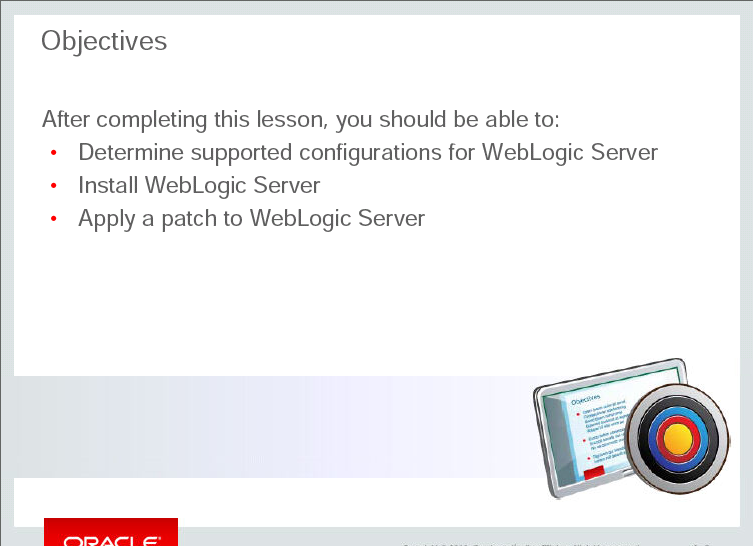 Objectives
After completing this lesson, you should be able to:
• Determine supported configurations for WebLogic Server
• Install WebLogic Server
• Apply a patch to WebLogic Server
Objectives
ORACLE